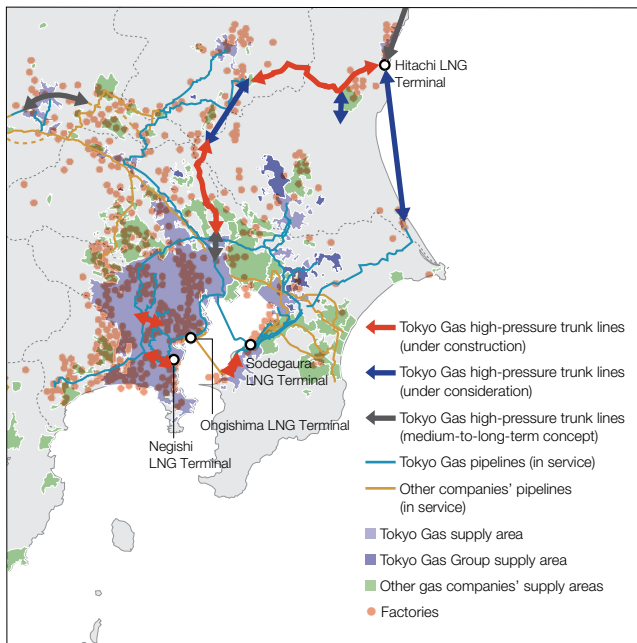 Hitachi LNG
Terminal
Sodegaura
LNG Terminal
Ohgishima LNG Terminal
Negishi
LNG Terminal
Tokyo Gas high-pressure trunk lines
(under construction)
Tokyo Gas high-pressure trunk lines
(under consideration)
Tokyo Gas high-pressure trunk lines
(medium-to-long-term concept)
Tokyo Gas pipelines (in service)
Other companies’ pipelines
(in service)
Tokyo Gas supply area
Tokyo Gas Group supply area
Other gas companies’ supply areas
Factories